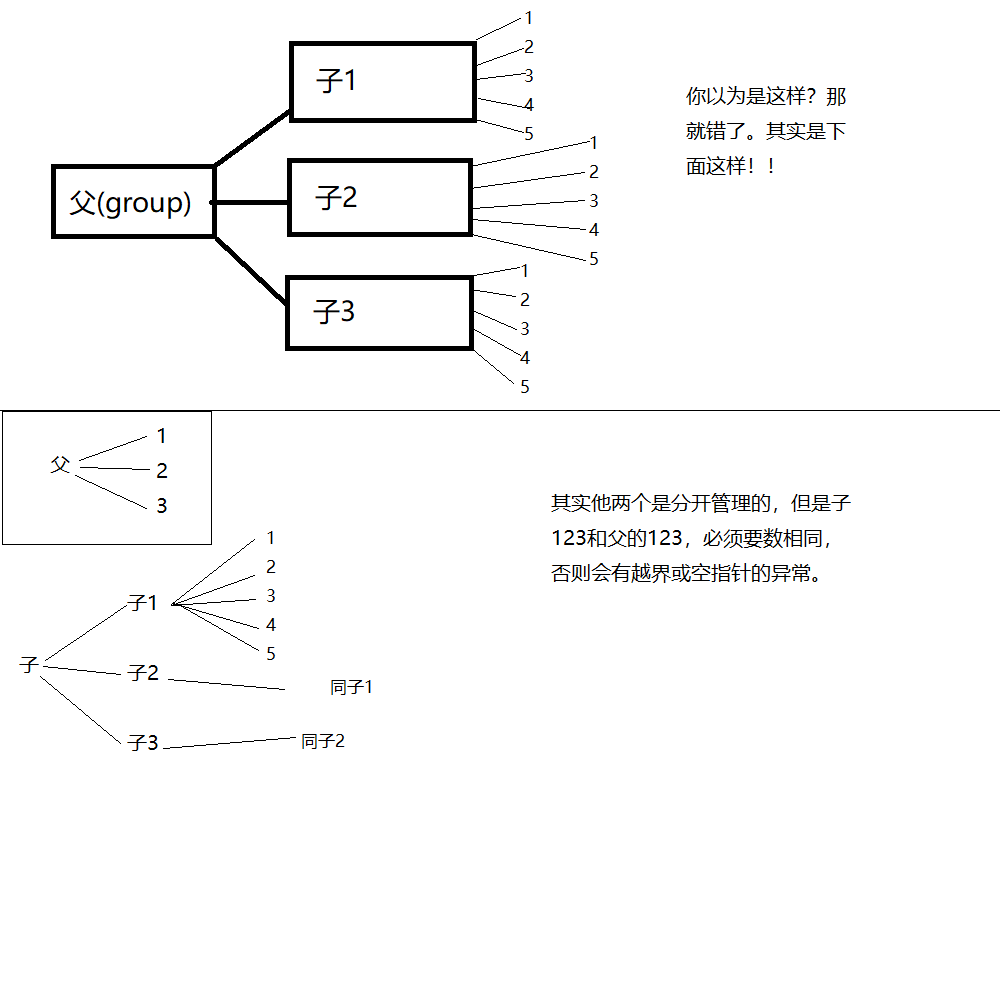 1
2
子1
3
4
5
你以为是这样？那
就错了。其实是下
面这样！！
1
2
父(group)
子2
3
4
5
1
2
子3
3
4
5
1
父
2
3
其实他两个是分开管理的，但是子
123和父的123，必须要数相同，
否则会有越界或空指针的异常。
1
2
子1
3
4
5
子
子2
同子1
子3
同子2